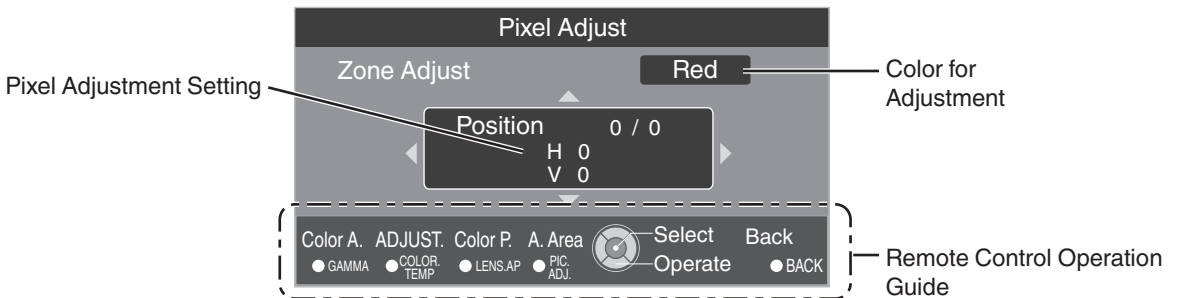 Pixel Adjust
Zone Adjust Red
Pixel Adjustment Setting
Color for
Adjustment
Position 0 / 0
H 0
V 0
Color A. ADJUST. Color P. A. Area Select Back
GAMMA COLOR. TEMP LENS.AP PIC. ADJ. Operate BACK
Remote Control Operation
Guide